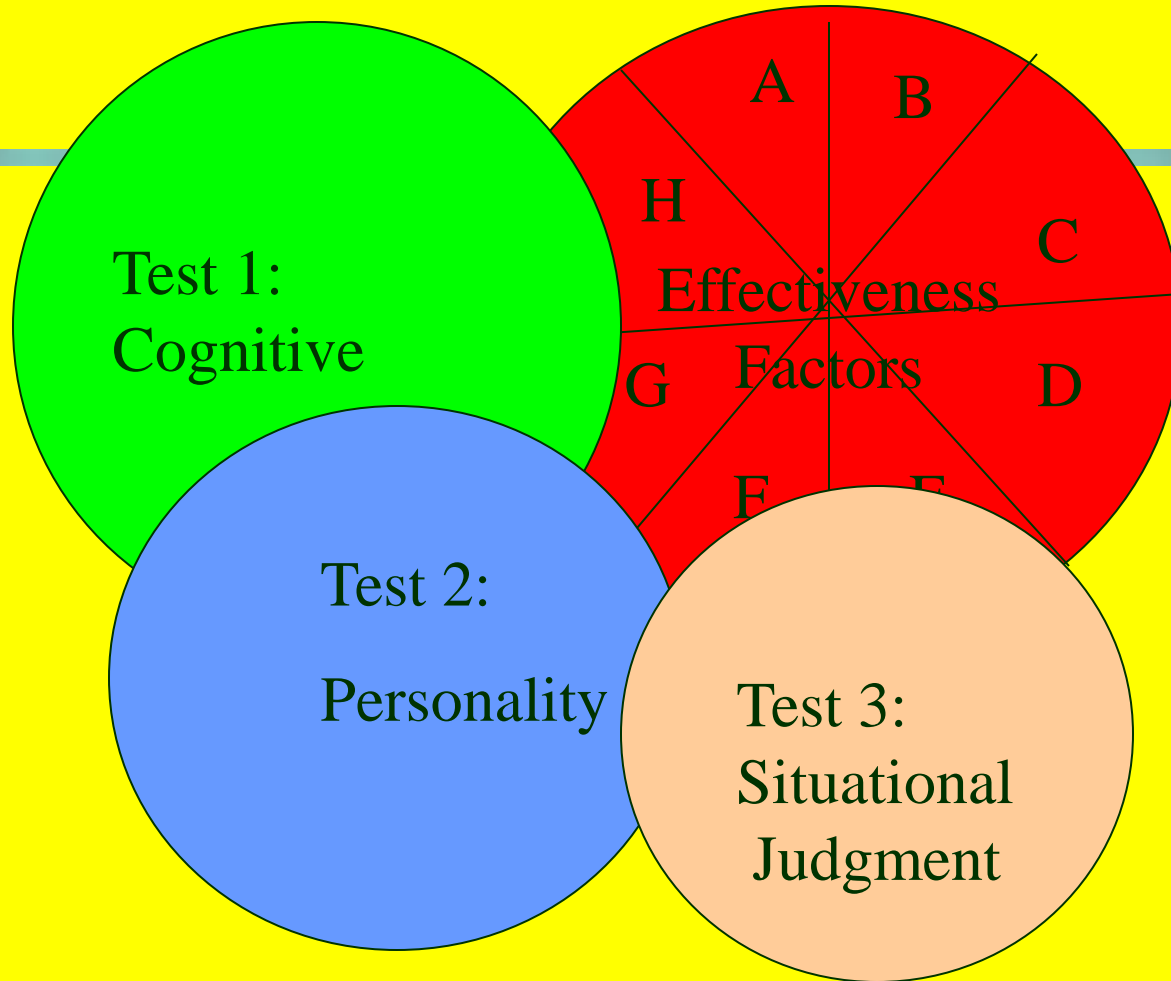 A
B
H
C
Test 1:
Cognitive
Effectiveness
Factors
G
D
F
Test 2:
Personality
Test 3:
Situational
Judgment